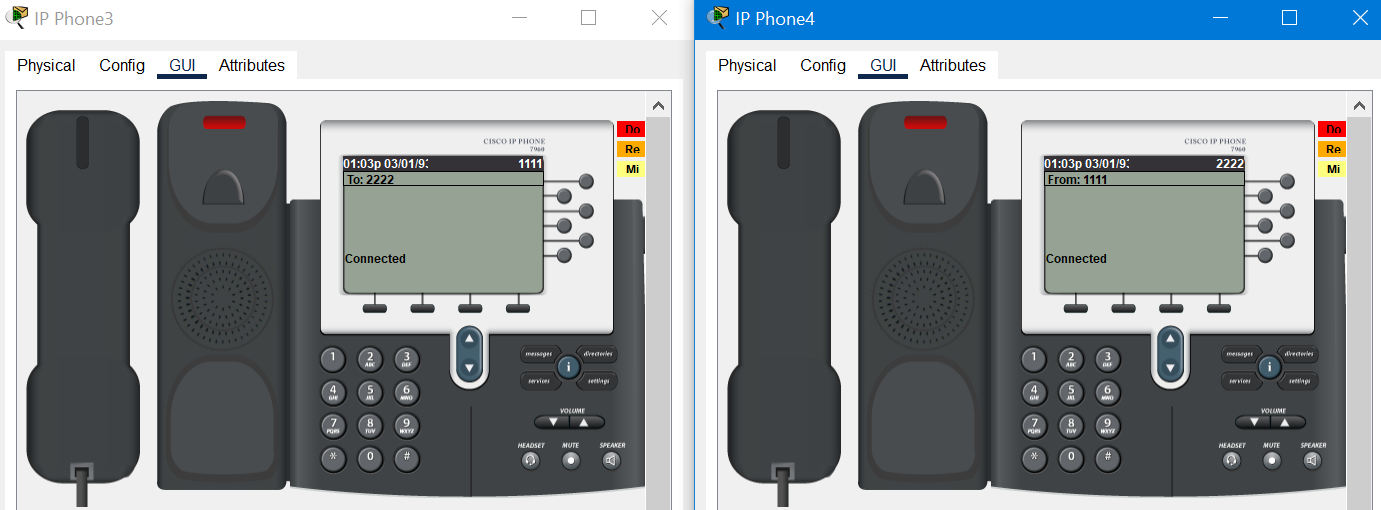 IP Phone3
Physical Config GUI Attributes
CISCO IP PHONE
7960
01:03p 03/01/9 1111
To: 2222
Connected
Do
Re
Mi
1 2 ABC 3 DEF
4 GHI 5 JKL 6 MNO
7 PQRS 8 TUV 9 WXYZ
* 0 #
messages directories
i
services settings
VOLUME
HEADSET MUTE SPEAKER
IP Phone4
Physical Config GUI Attributes
CISCO IP PHONE
7960
01:03p 03/01/9 2222
From: 1111
Connected
Do
Re
Mi
1 2 ABC 3 DEF
4 GHI 5 JKL 6 MNO
7 PQRS 8 TUV 9 WXYZ
* 0 #
messages directories
i
services settings
VOLUME
HEADSET MUTE SPEAKER